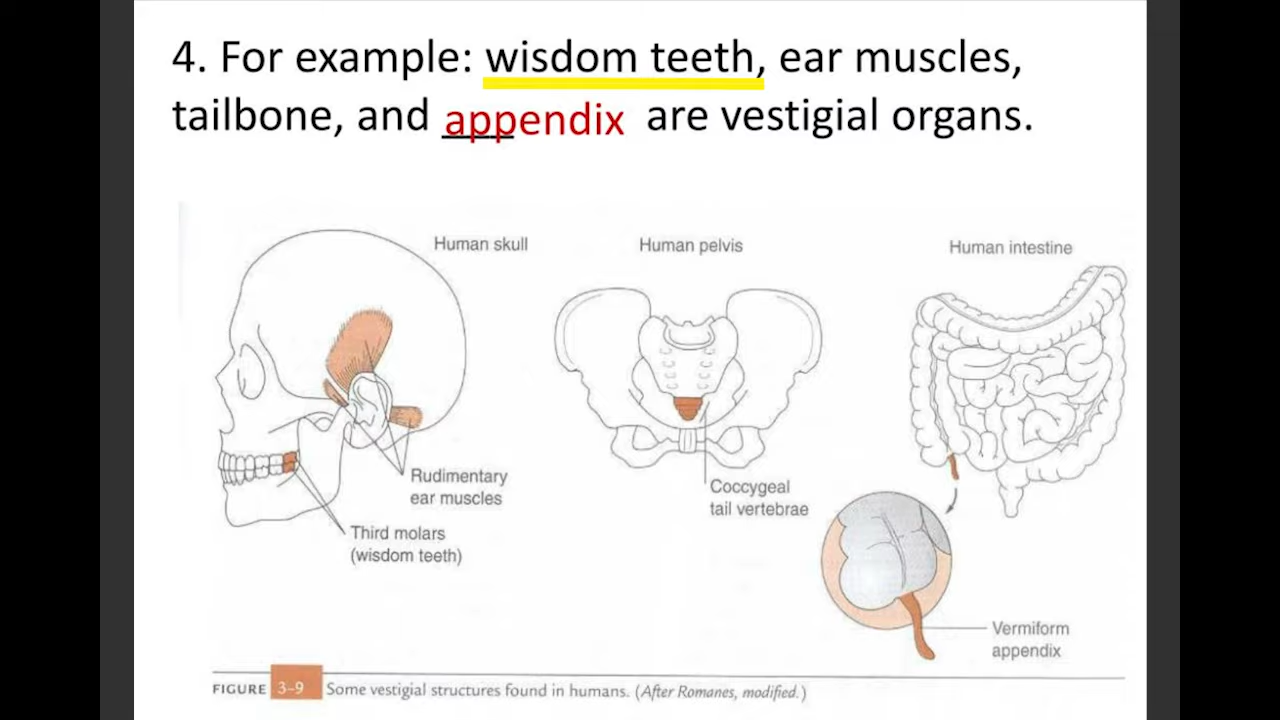 4. For example: wisdom teeth, ear muscles,
tailbone, and appendix are vestigial organs.
Human skull
Human pelvis
Human intestine
Rudimentary
ear muscles
Third molars
(wisdom teeth)
Coccygeal
tail vertebrae
Vermiform
appendix
FIGURE 3–9 Some vestigial structures found in humans. (After Romanes, modified.)